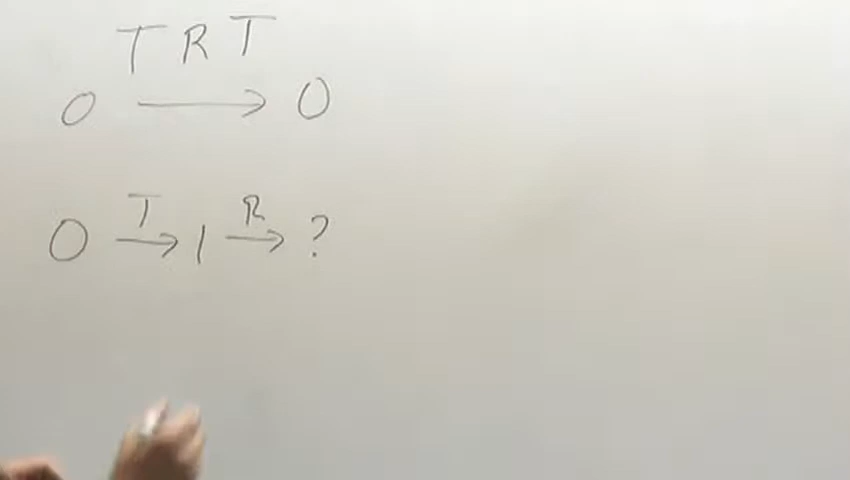 T R T
0 → 0
T R
0 → 1 → ?